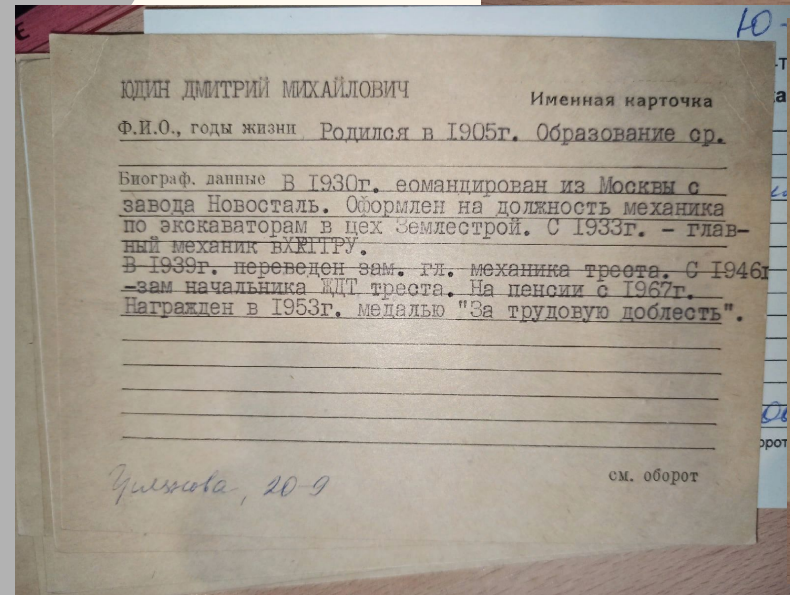 Ю-
ЮДИН ДМИТРИЙ МИХАЙЛОВИЧ
Именная карточка
Ф.И.О., годы жизни Родился в 1905г. Образование ср.
Биограф. данные В 1930г. еомандирован из Москвы с
завода Новосталь. Оформлен на должность механика
по экскаваторам в цех Землестрой. С 1933г. – глав-
ный механик в
В 1939г. переведен зам. гл. механика треста. С 1946г
-зам начальника ЖДТ треста. На пенсии с 1967г.
Награжден в 1953г. медалью "За трудовую доблесть".
см. оборот
, 20-9